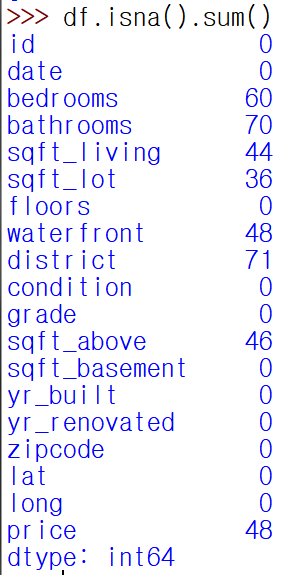 >>> df.isna().sum()
id 0
date 0
bedrooms 60
bathrooms 70
sqft_living 44
sqft_lot 36
floors 0
waterfront 48
district 71
condition 0
grade 0
sqft_above 46
sqft_basement 0
yr_built 0
yr_renovated 0
zipcode 0
lat 0
long 0
price 48
dtype: int64